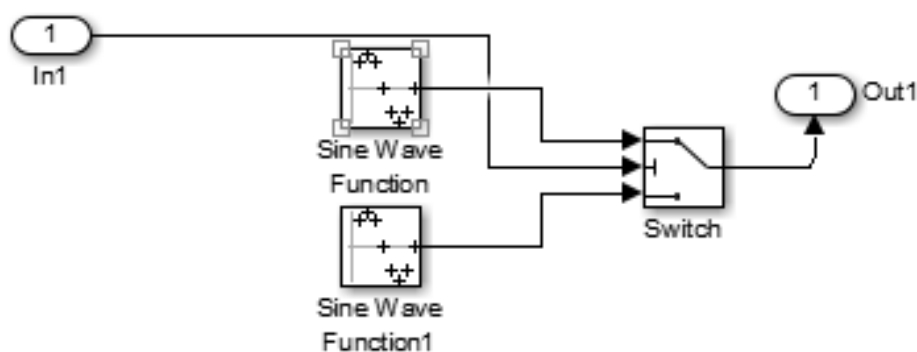 1
In1
Sine Wave
Function
1
Out1
Switch
Sine Wave
Function1